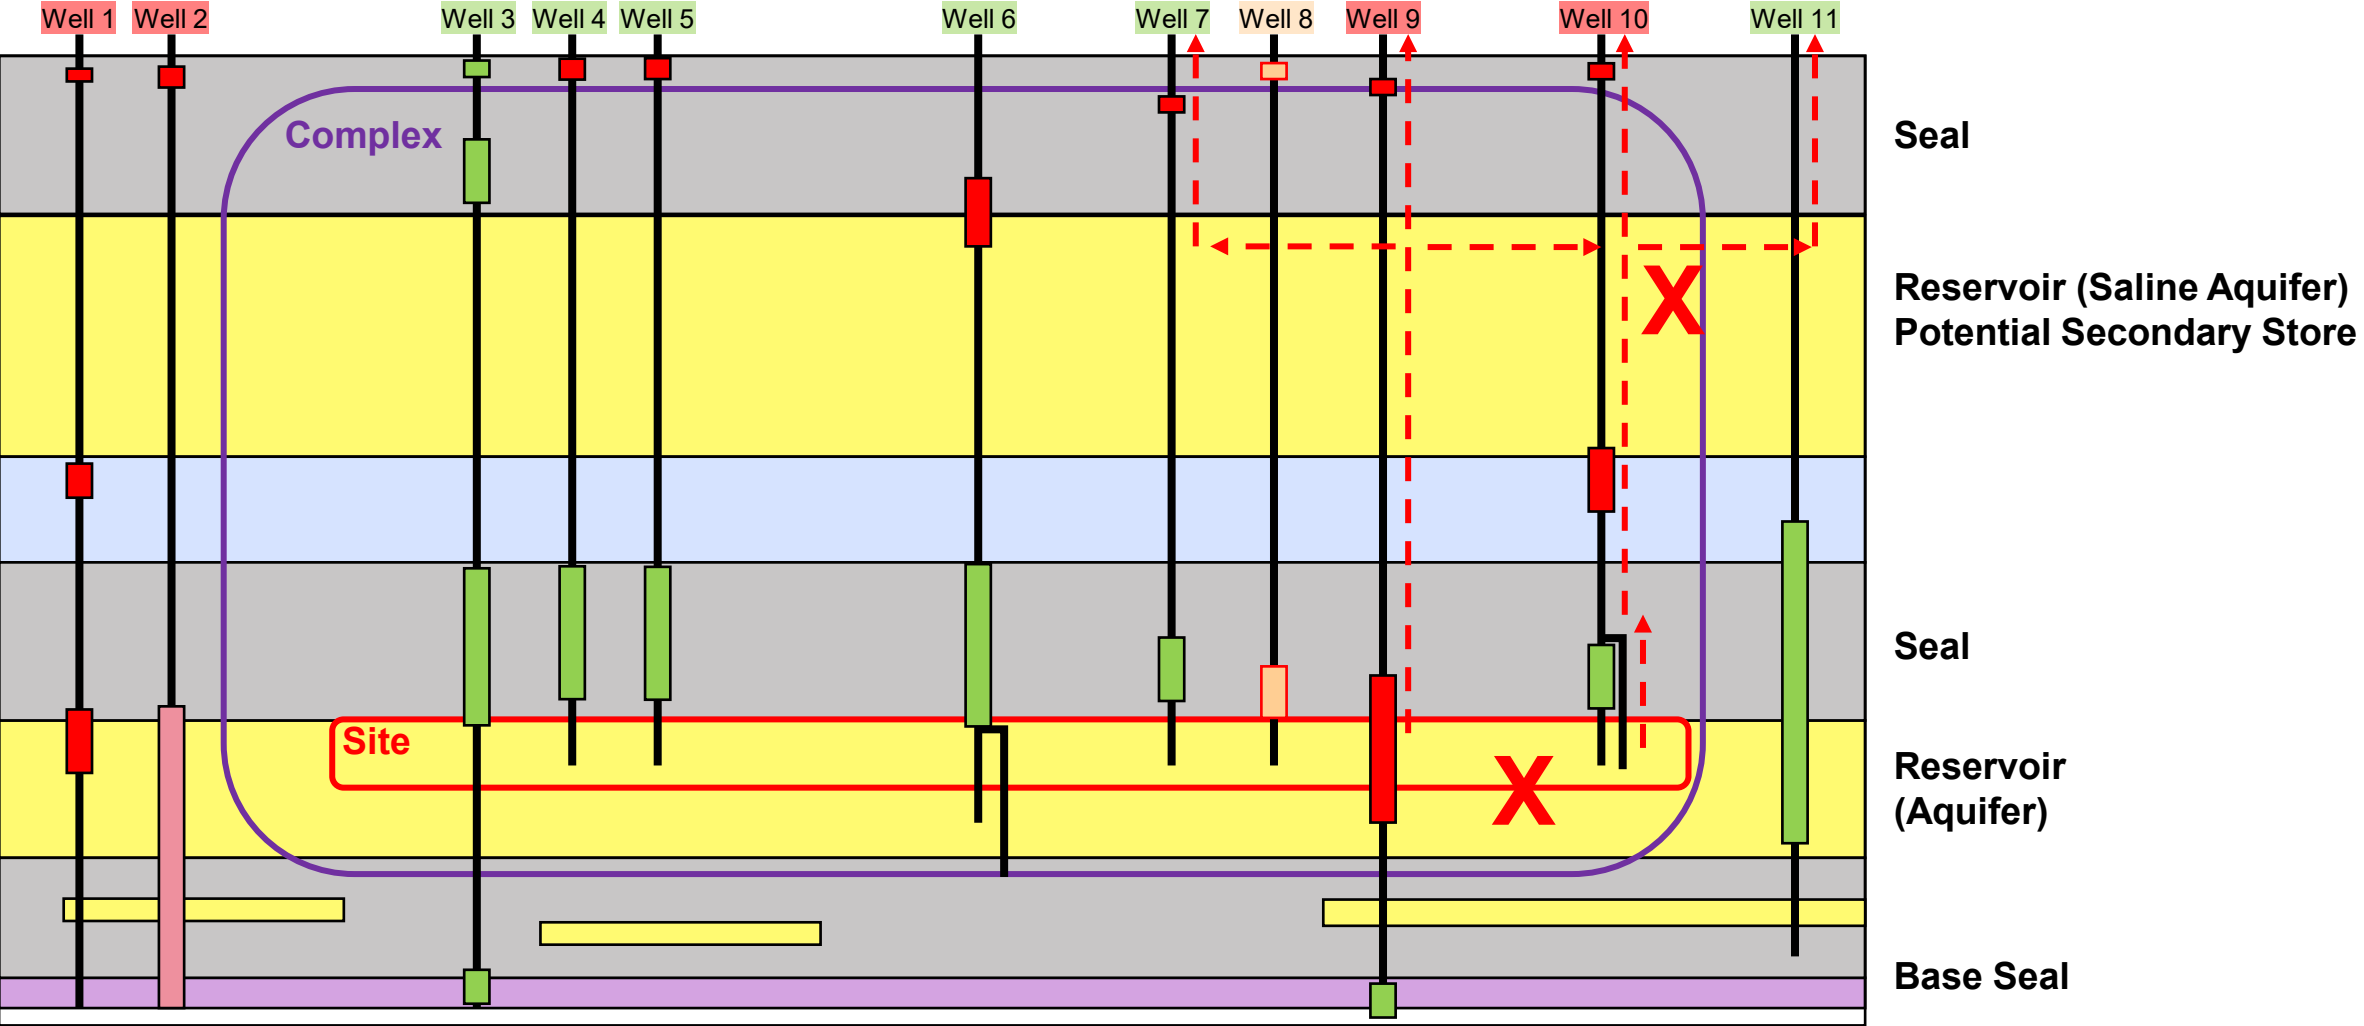 Well 1
Well 2
Well 3
Well 4
Well 5
Well 6
Well 7
Well 8
Well 9
Well 10
Well 11
Complex
Seal
X
Reservoir (Saline Aquifer)
Potential Secondary Store
Seal
Site
X
Reservoir
(Aquifer)
Base Seal